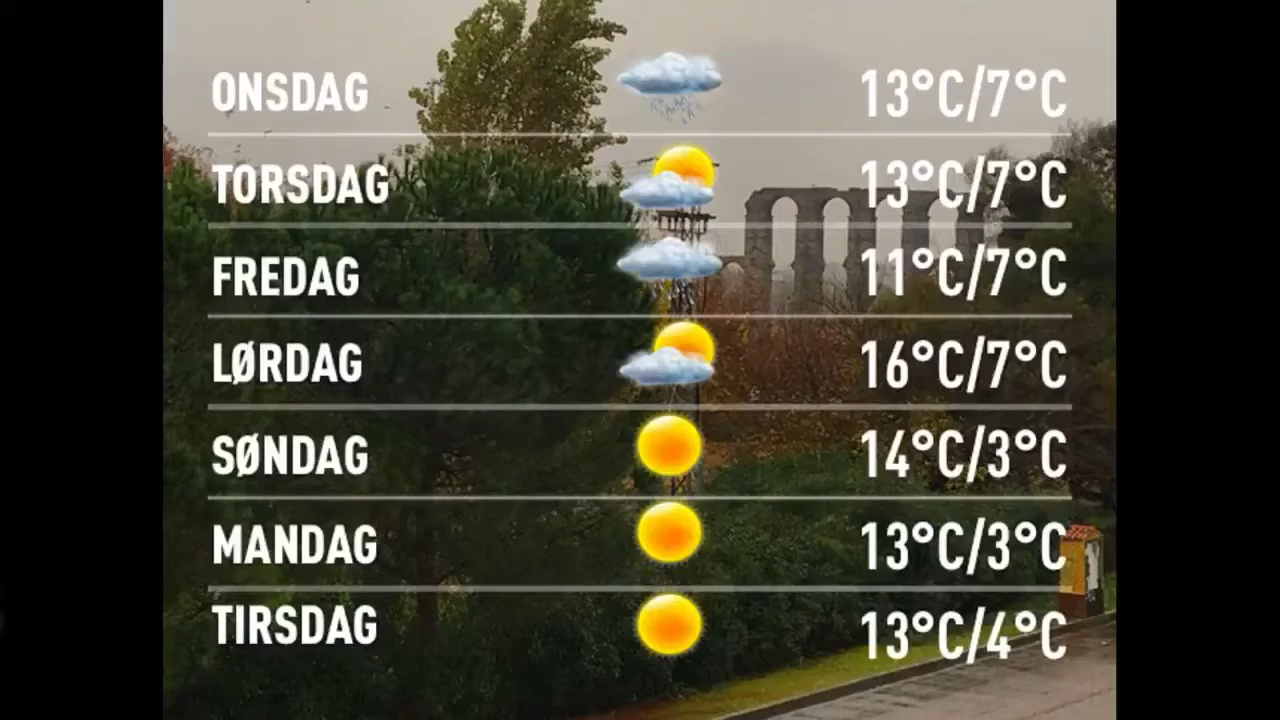 ONSDAG 13°C/7°C
TORSDAG 13°C/7°C
FREDAG 11°C/7°C
LØRDAG 16°C/7°C
SØNDAG 14°C/3°C
MANDAG 13°C/3°C
TIRSDAG 13°C/4°C